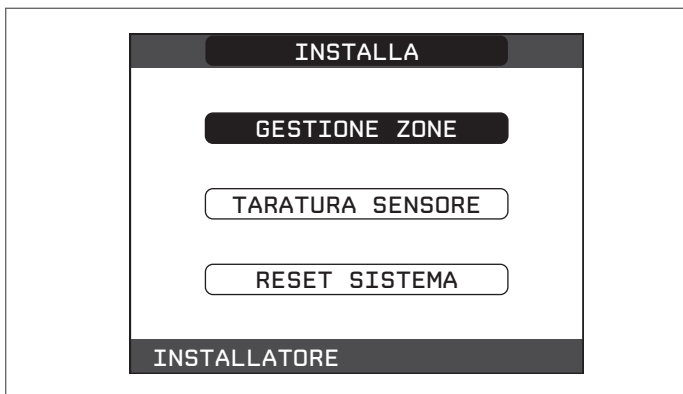 INSTALLA
GESTIONE ZONE
TARATURA SENSORE
RESET SISTEMA
INSTALLATORE